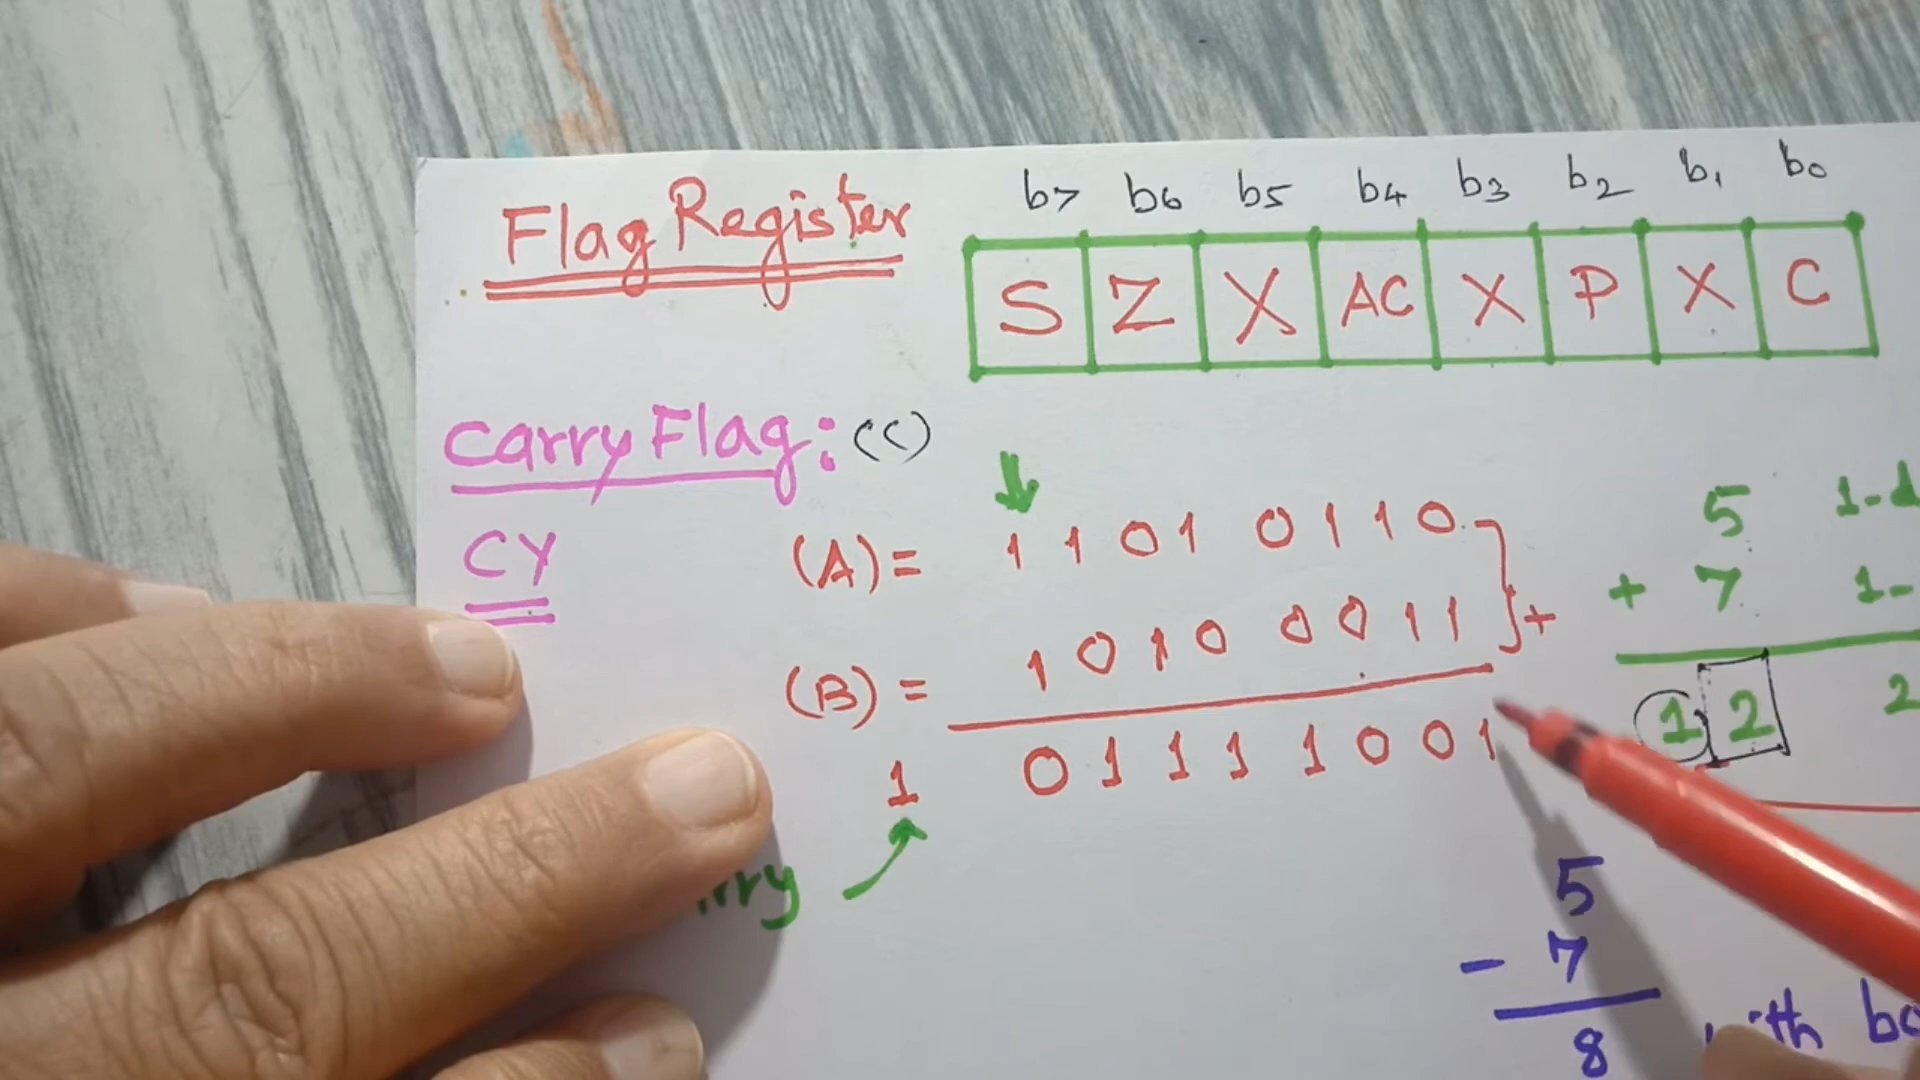 Flag Register
b7 b6 b5 b4 b3 b2 b1 b0
S Z X AC X P X C
Carry Flag: (C)
CY
(A) = 1 1 0 1 0 1 1 0
(B) = 1 0 1 0 0 0 1 1 +
1 0 1 1 1 1 0 0 1
5
+ 7
1 2
2
5
- 7
8